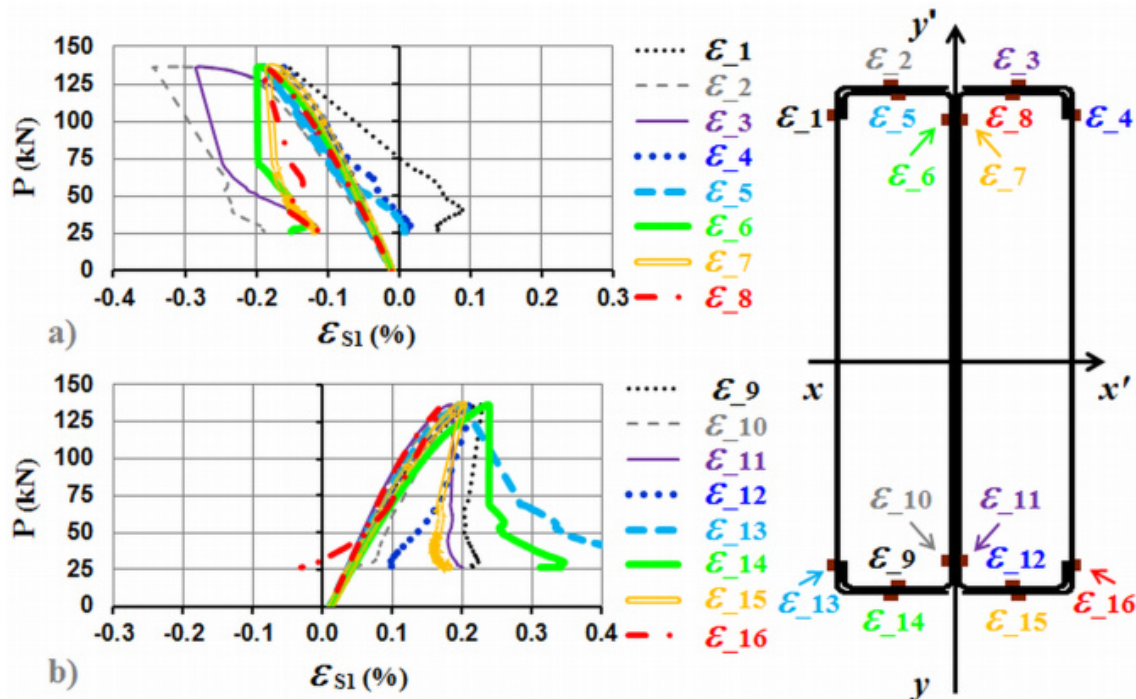 150
125
100
75
50
25
0
P (kN)
-0.4 -0.3 -0.2 -0.1 0.0 0.1 0.2 0.3
a)
ε S1 (%)
ε_1
ε_2
ε_3
ε_4
ε_5
ε_6
ε_7
ε_8
150
125
100
75
50
25
0
P (kN)
-0.3 -0.2 -0.1 0.0 0.1 0.2 0.3 0.4
b)
ε S1 (%)
ε_9
ε_10
ε_11
ε_12
ε_13
ε_14
ε_15
ε_16
y'
ε_2 ε_3
ε_1 ε_5 ε_8 ε_4
ε_6 ε_7
x x'
ε_10 ε_11
ε_9 ε_12
ε_13 ε_14 ε_15 ε_16
y